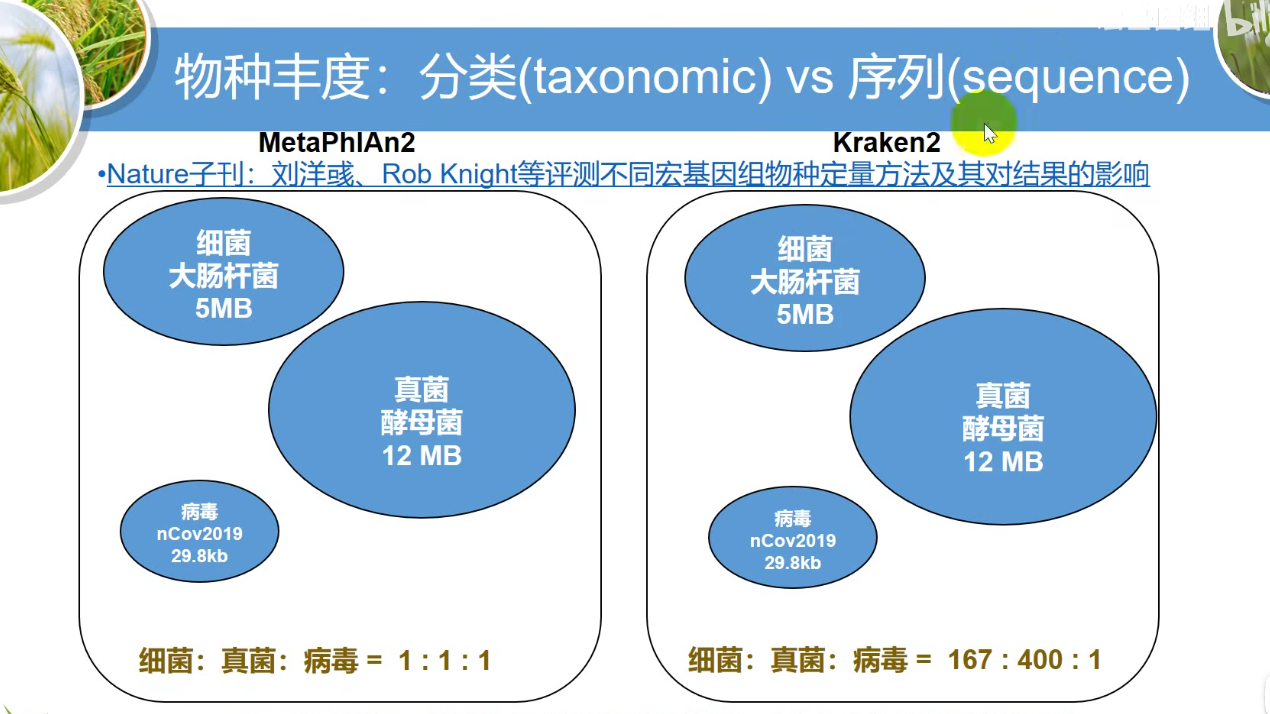 物种丰度：分类(taxonomic) vs 序列(sequence)
MetaPhlAn2
Kraken2
•Nature子刊：刘洋彧、Rob Knight等评测不同宏基因组物种定量方法及其对结果的影响
细菌
大肠杆菌
5MB
真菌
酵母菌
12 MB
病毒
nCov2019
29.8kb
细菌：真菌：病毒 = 1 : 1 : 1
细菌
大肠杆菌
5MB
真菌
酵母菌
12 MB
病毒
nCov2019
29.8kb
细菌：真菌：病毒 = 167 : 400 : 1